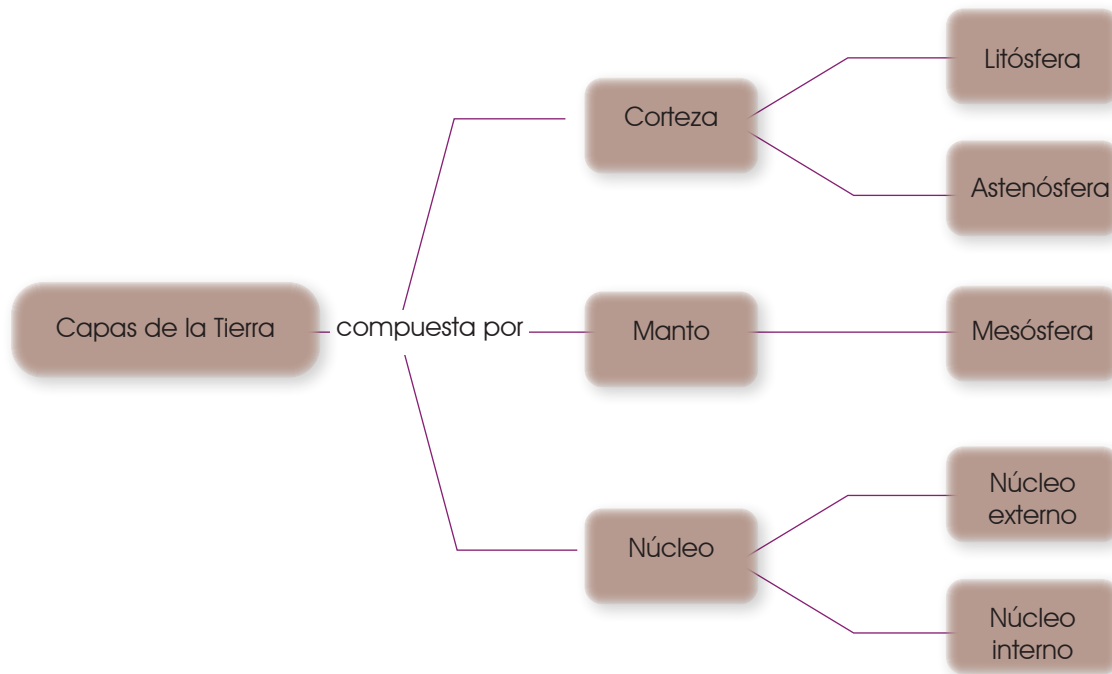 Capas de la Tierra
compuesta por
Corteza
Litósfera
Astenósfera
Manto
Mesósfera
Núcleo
Núcleo
externo
Núcleo
interno